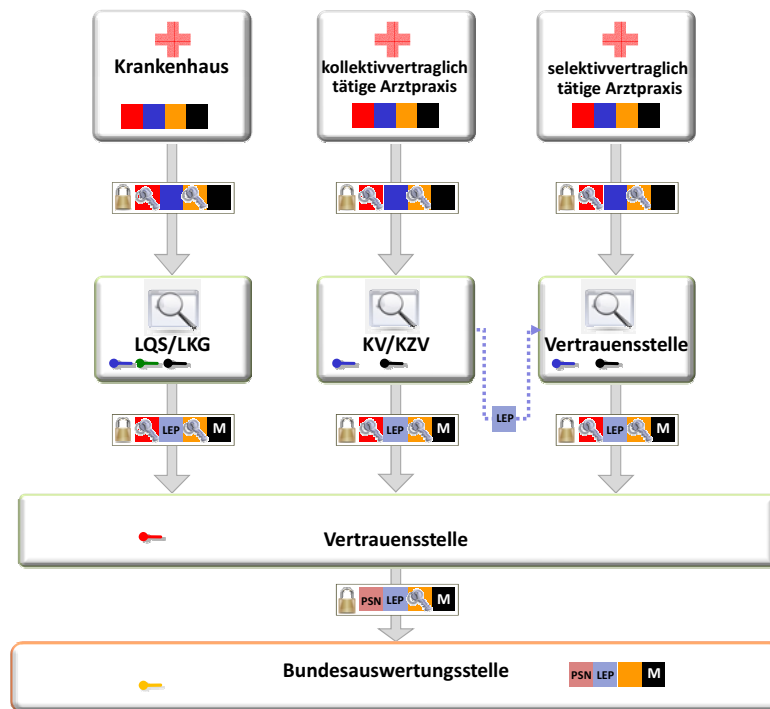 Krankenhaus
kollektivvertraglich
tätige Arztpraxis
selektivvertraglich
tätige Arztpraxis
LQS/LKG
KV/KZV
Vertrauensstelle
LEP
LEP
M
LEP
M
LEP
M
Vertrauensstelle
PSN
LEP
M
Bundesauswertungsstelle
PSN
LEP
M